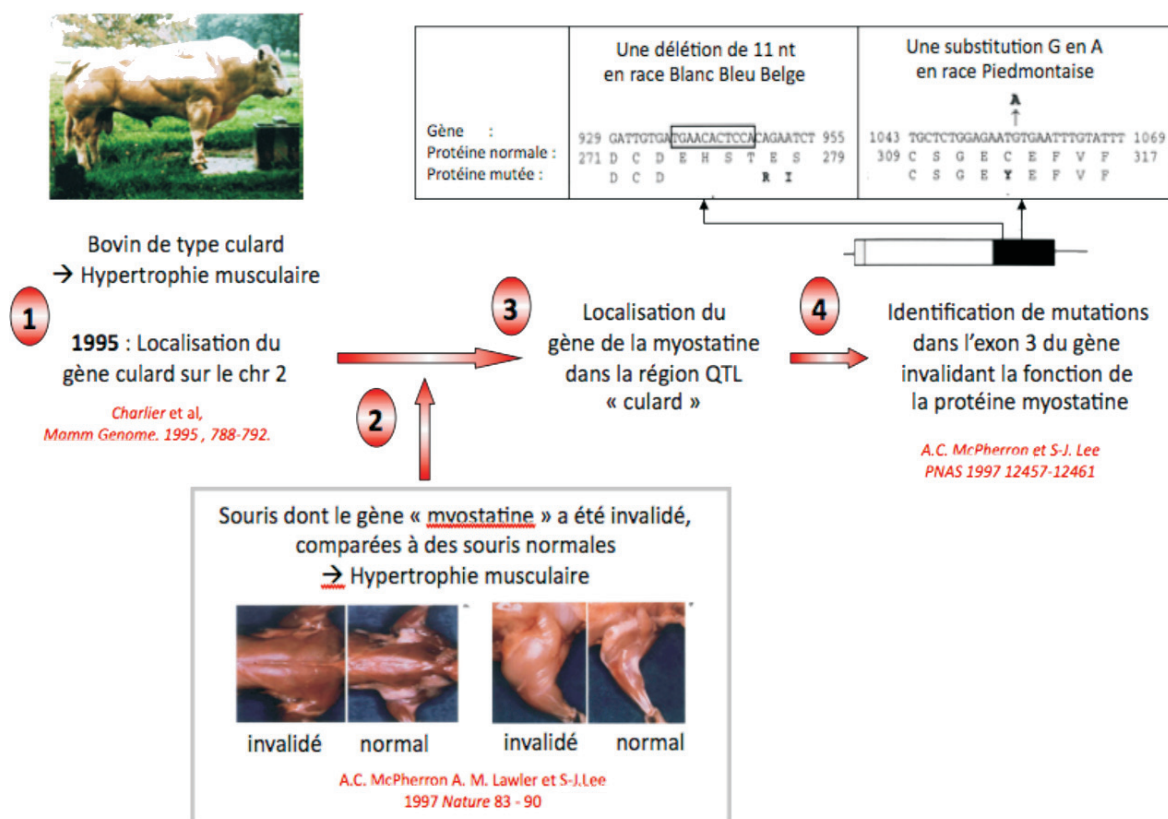 Une délétion de 11 nt
en race Blanc Bleu Belge
Une substitution G en A
en race Piedmontaise
A
Gène :
929 GATTGTGATGAACACTCCACAGAATCT 955
1043 TGCTCTGGAGAATGTGAATTTGTATTT 1069
Protéine normale :
271 D C D E H S T E S 279
309 C S G E C E F V F 317
Protéine mutée :
D C D R I
C S G E Y E F V F
Bovin de type culard
→ Hypertrophie musculaire
1
1995 : Localisation du
gène culard sur le chr 2
Charlier et al,
Mamm Genome. 1995 , 788-792.
2
3
Localisation du
gène de la myostatine
dans la région QTL
« culard »
4
Identification de mutations
dans l'exon 3 du gène
invalidant la fonction de
la protéine myostatine
A.C. McPherron et S-J. Lee
PNAS 1997 12457-12461
Souris dont le gène « myostatine » a été invalidé,
comparées à des souris normales
→ Hypertrophie musculaire
invalidé normal invalidé normal
A.C. McPherron A. M. Lawler et S-J.Lee
1997 Nature 83 - 90